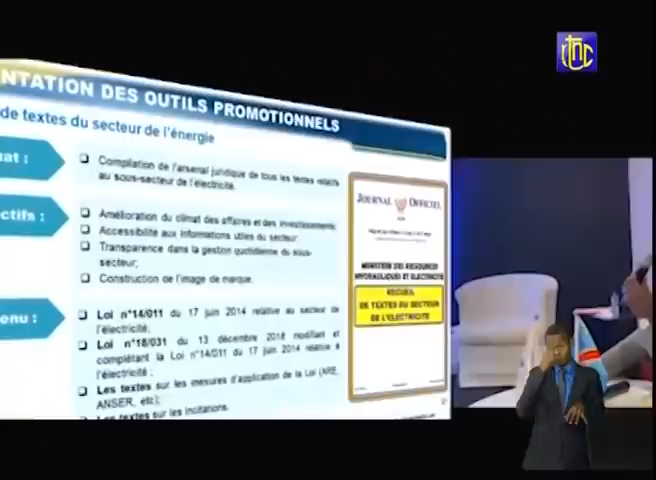 NTATION DES OUTILS PROMOTIONNELS
de textes du secteur de l'énergie
at :
Compilation de l'arsenal juridique de tous les textes relatifs
au sous-secteur de l'électricité.
ctifs :
Amélioration du climat des affaires et des investissements;
Accessibilité aux informations utiles du secteur
Transparence dans la gestion quotidienne du sous-
secteur;
Construction de l'image de marque.
enu :
Loi n°14/011 du 17 juin 2014 relative au secteur de
l'électricité;
Loi n°18/031 du 13 décembre 2018 modifiant et
complétant la Loi n°14/011 du 17 juin 2014 relative à
l'électricité ;
Les textes sur les mesures d'application de la Loi (ARE,
ANSER, etc);
Les textes sur les incitations.
JOURNAL OFFICIEL
MINISTERE DES RESSOURCES
HYDRAULIQUES ET ELECTRICITE
RECUEIL
DE TEXTES DU SECTEUR
DE L'ELECTRICITE